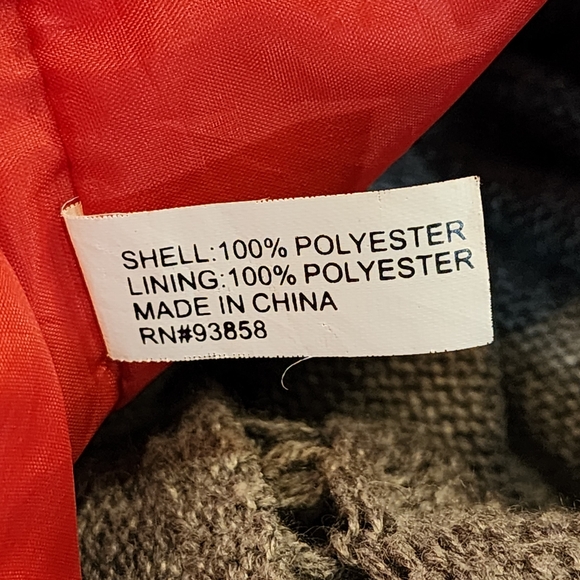 SHELL:100% POLYESTER
LINING:100% POLYESTER
MADE IN CHINA
RN#93858